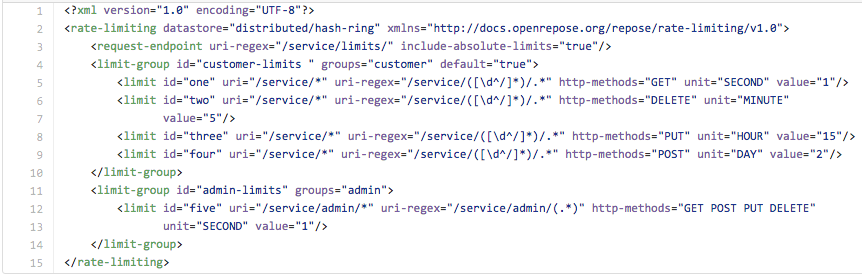 1 <?xml version="1.0" encoding="UTF-8"?>
2 <rate-limiting datastore="distributed/hash-ring" xmlns="http://docs.openrepose.org/repose/rate-limiting/v1.0">
3     <request-endpoint uri-regex="/service/limits/" include-absolute-limits="true"/>
4     <limit-group id="customer-limits " groups="customer" default="true">
5         <limit id="one" uri="/service/*" uri-regex="/service/([\d^/]*)/.*" http-methods="GET" unit="SECOND" value="1"/>
6         <limit id="two" uri="/service/*" uri-regex="/service/([\d^/]*)/.*" http-methods="DELETE" unit="MINUTE"
7                value="5"/>
8         <limit id="three" uri="/service/*" uri-regex="/service/([\d^/]*)/.*" http-methods="PUT" unit="HOUR" value="15"/>
9         <limit id="four" uri="/service/*" uri-regex="/service/([\d^/]*)/.*" http-methods="POST" unit="DAY" value="2"/>
10     </limit-group>
11     <limit-group id="admin-limits" groups="admin">
12         <limit id="five" uri="/service/admin/*" uri-regex="/service/admin/(.*)" http-methods="GET POST PUT DELETE"
13                unit="SECOND" value="1"/>
14     </limit-group>
15 </rate-limiting>